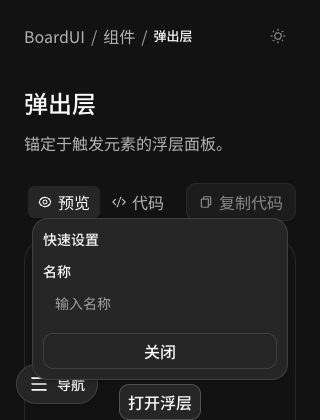 BoardUI / 组件 / 弹出层
弹出层
锚定于触发元素的浮层面板。
预览 代码 复制代码
快速设置
名称
输入名称
关闭
导航
打开浮层